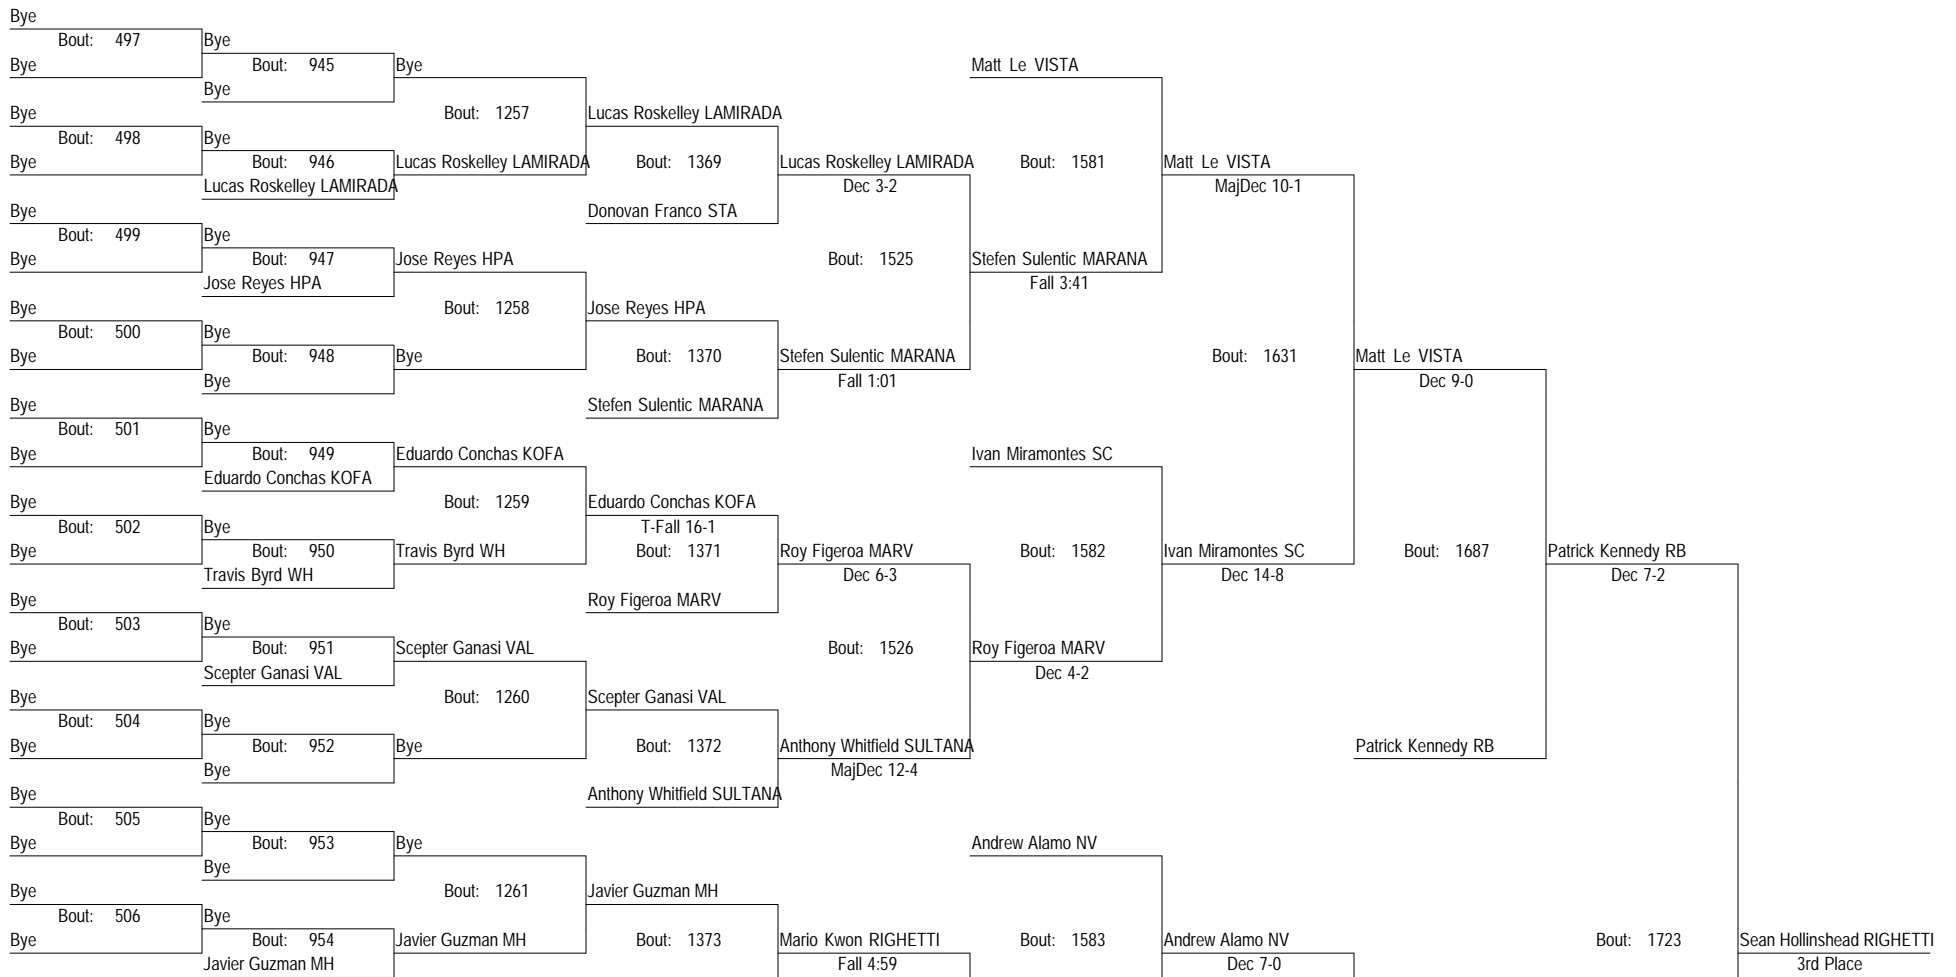 Bye
Bout: 497 Bye
Bye Bout: 945 Bye Matt Le VISTA
Bye
Bye Bout: 1257 Lucas Roskelley LAMIRADA
Bout: 498 Bye
Bye Bout: 946 Lucas Roskelley LAMIRADA Bout: 1369 Lucas Roskelley LAMIRADA Bout: 1581 Matt Le VISTA
Lucas Roskelley LAMIRADA Dec 3-2 MajDec 10-1
Bye Donovan Franco STA
Bout: 499 Bye
Bye Bout: 947 Jose Reyes HPA Bout: 1525 Stefen Sulentic MARANA
Jose Reyes HPA Fall 3:41
Bye Bout: 1258 Jose Reyes HPA
Bout: 500 Bye
Bye Bout: 948 Bye Bout: 1370 Stefen Sulentic MARANA Bout: 1631 Matt Le VISTA
Bye Fall 1:01 Dec 9-0
Bye Stefen Sulentic MARANA
Bout: 501 Bye
Bye Bout: 949 Eduardo Conchas KOFA Ivan Miramontes SC
Eduardo Conchas KOFA
Bye Bout: 1259 Eduardo Conchas KOFA
Bout: 502 Bye T-Fall 16-1
Bye Bout: 950 Travis Byrd WH Bout: 1371 Roy Figeroa MARV Bout: 1582 Ivan Miramontes SC Bout: 1687 Patrick Kennedy RB
Travis Byrd WH Dec 6-3 Dec 14-8 Dec 7-2
Bye Roy Figeroa MARV
Bout: 503 Bye
Bye Bout: 951 Scepter Ganasi VAL Bout: 1526 Roy Figeroa MARV
Scepter Ganasi VAL Dec 4-2
Bye Bout: 1260 Scepter Ganasi VAL
Bout: 504 Bye
Bye Bout: 952 Bye Bout: 1372 Anthony Whitfield SULTANA Patrick Kennedy RB
Bye MajDec 12-4
Bye Anthony Whitfield SULTANA
Bout: 505 Bye
Bye Bout: 953 Bye Andrew Alamo NV
Bye
Bye Bout: 1261 Javier Guzman MH
Bout: 506 Bye
Bye Bout: 954 Javier Guzman MH Bout: 1373 Mario Kwon RIGHETTI Bout: 1583 Andrew Alamo NV Bout: 1723 Sean Hollinshead RIGHETTI
Javier Guzman MH Fall 4:59 Dec 7-0 3rd Place